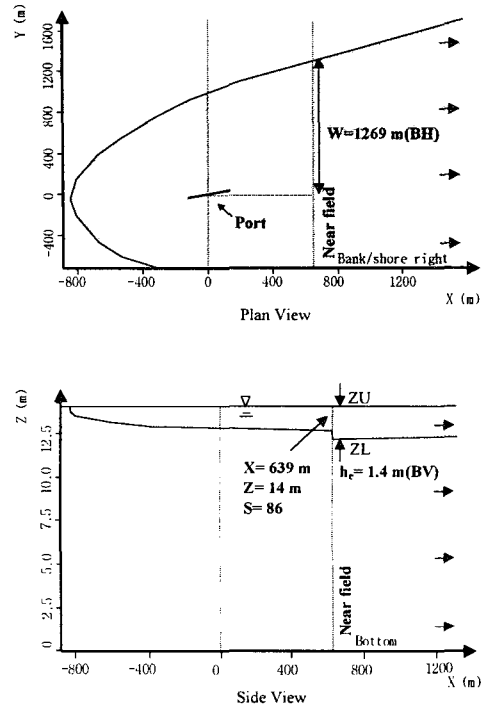 Y (m)
1600
1200
800
400
0
-400
W=1269 m(BH)
Port
Near field
Bank/shore right
-800 -400 0 400 800 1200
X (m)
Plan View
Z (m)
12.5
10.0
7.5
5.0
2.5
0
ZU
ZL
X= 639 m
Z= 14 m
S= 86
hc= 1.4 m(BV)
Near field
Bottom
-800 -400 0 400 800 1200
X (m)
Side View